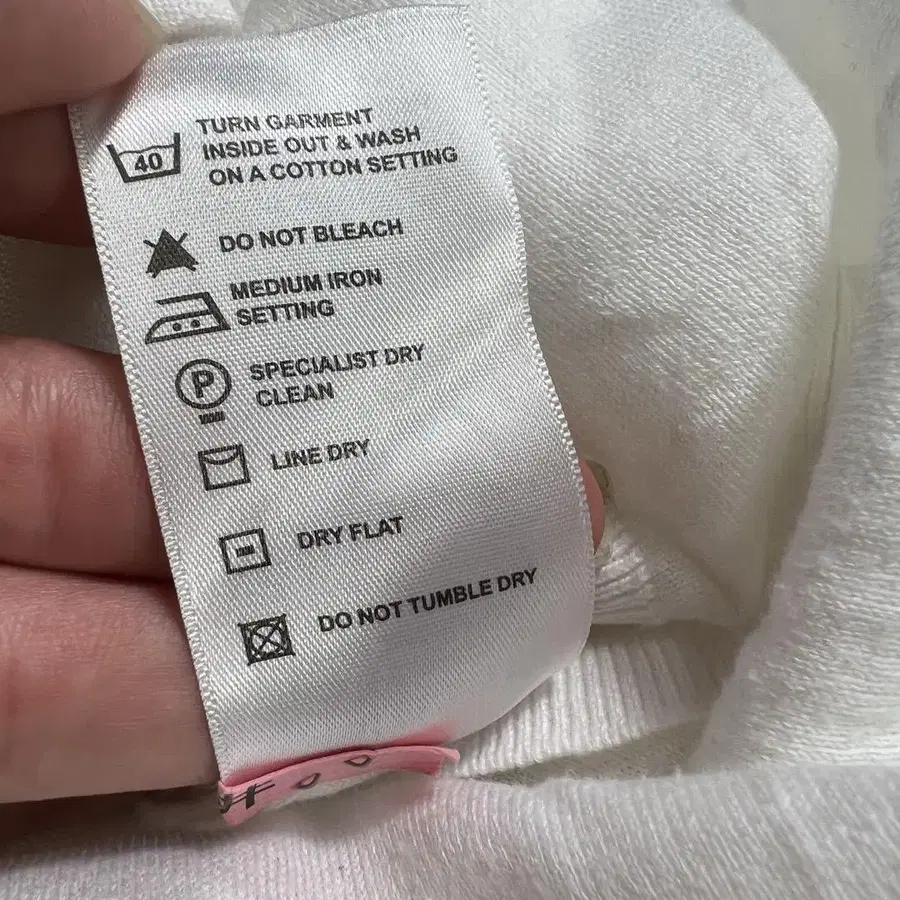 40
TURN GARMENT
INSIDE OUT & WASH
ON A COTTON SETTING
DO NOT BLEACH
MEDIUM IRON
SETTING
P
SPECIALIST DRY
CLEAN
LINE DRY
DRY FLAT
DO NOT TUMBLE DRY